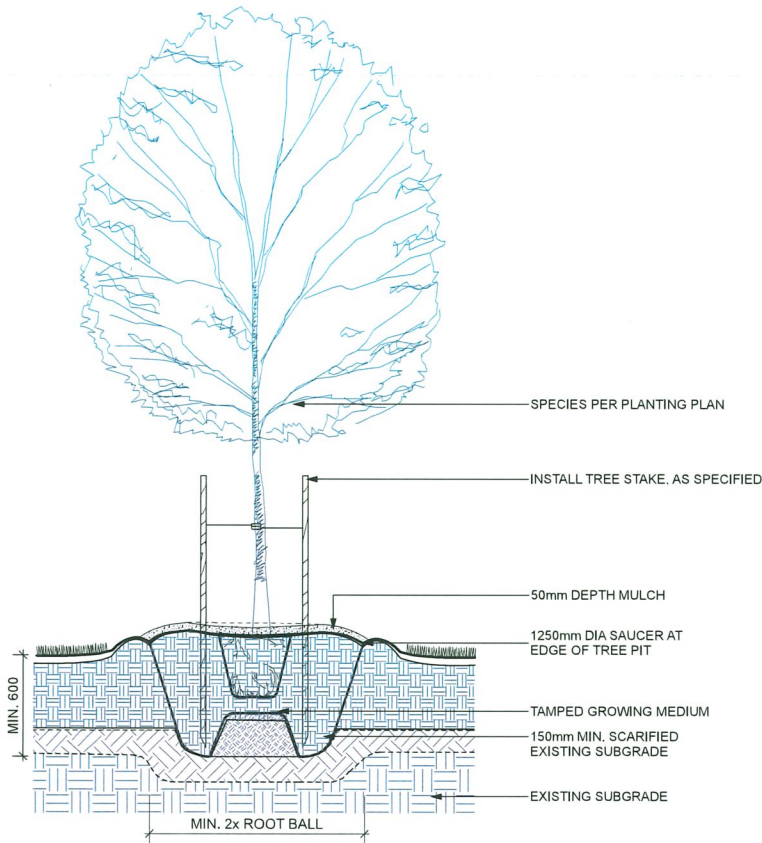 SPECIES PER PLANTING PLAN
INSTALL TREE STAKE, AS SPECIFIED
50mm DEPTH MULCH
1250mm DIA SAUCER AT
EDGE OF TREE PIT
MIN. 600
TAMPED GROWING MEDIUM
150mm MIN. SCARIFIED
EXISTING SUBGRADE
EXISTING SUBGRADE
MIN. 2x ROOT BALL